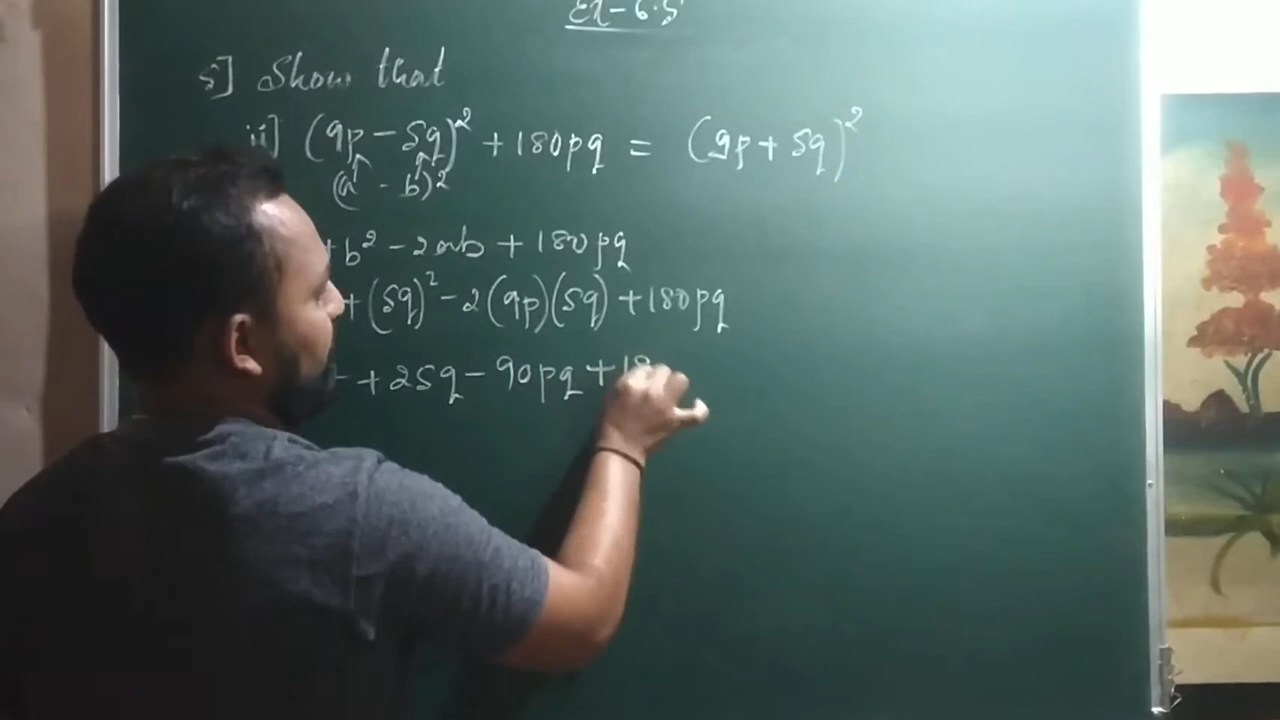 Ex-6.5
5] Show that
ii] (9p - 5q)² + 180pq = (9p + 5q)²
(a - b)²
+ b² - 2ab + 180pq
+ (5q)² - 2(9p)(5q) + 180pq
+ 25q - 90pq + 18